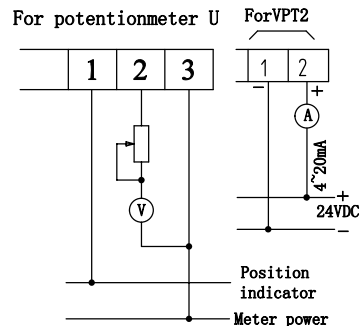 For potentionmeter U
ForVPT2
1 2 3
1 2
− +
A
4~20mA
V
+
24VDC
−
Position
indicator
Meter power